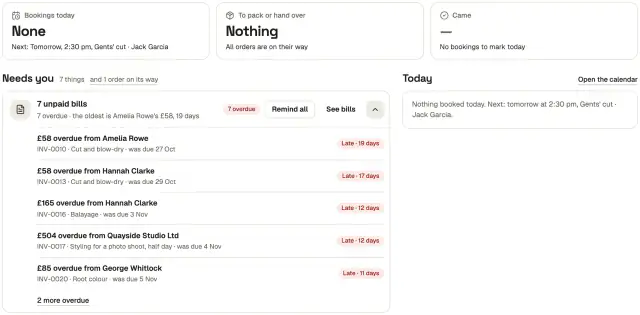 Bookings today
None
Next: Tomorrow, 2:30 pm, Gents' cut · Jack Garcia
To pack or hand over
Nothing
All orders are on their way
Came
—
No bookings to mark today
Needs you 7 things and 1 order on its way
7 unpaid bills
7 overdue · the oldest is Amelia Rowe's £58, 19 days
7 overdue Remind all See bills
£58 overdue from Amelia Rowe
INV-0010 · Cut and blow-dry · was due 27 Oct
Late · 19 days
£58 overdue from Hannah Clarke
INV-0013 · Cut and blow-dry · was due 29 Oct
Late · 17 days
£165 overdue from Hannah Clarke
INV-0016 · Balayage · was due 3 Nov
Late · 12 days
£504 overdue from Quayside Studio Ltd
INV-0017 · Styling for a photo shoot, half day · was due 4 Nov
Late · 12 days
£85 overdue from George Whittock
INV-0020 · Root colour · was due 5 Nov
Late · 11 days
2 more overdue
Today
Open the calendar
Nothing booked today. Next: tomorrow at 2:30 pm, Gents' cut ·
Jack Garcia.